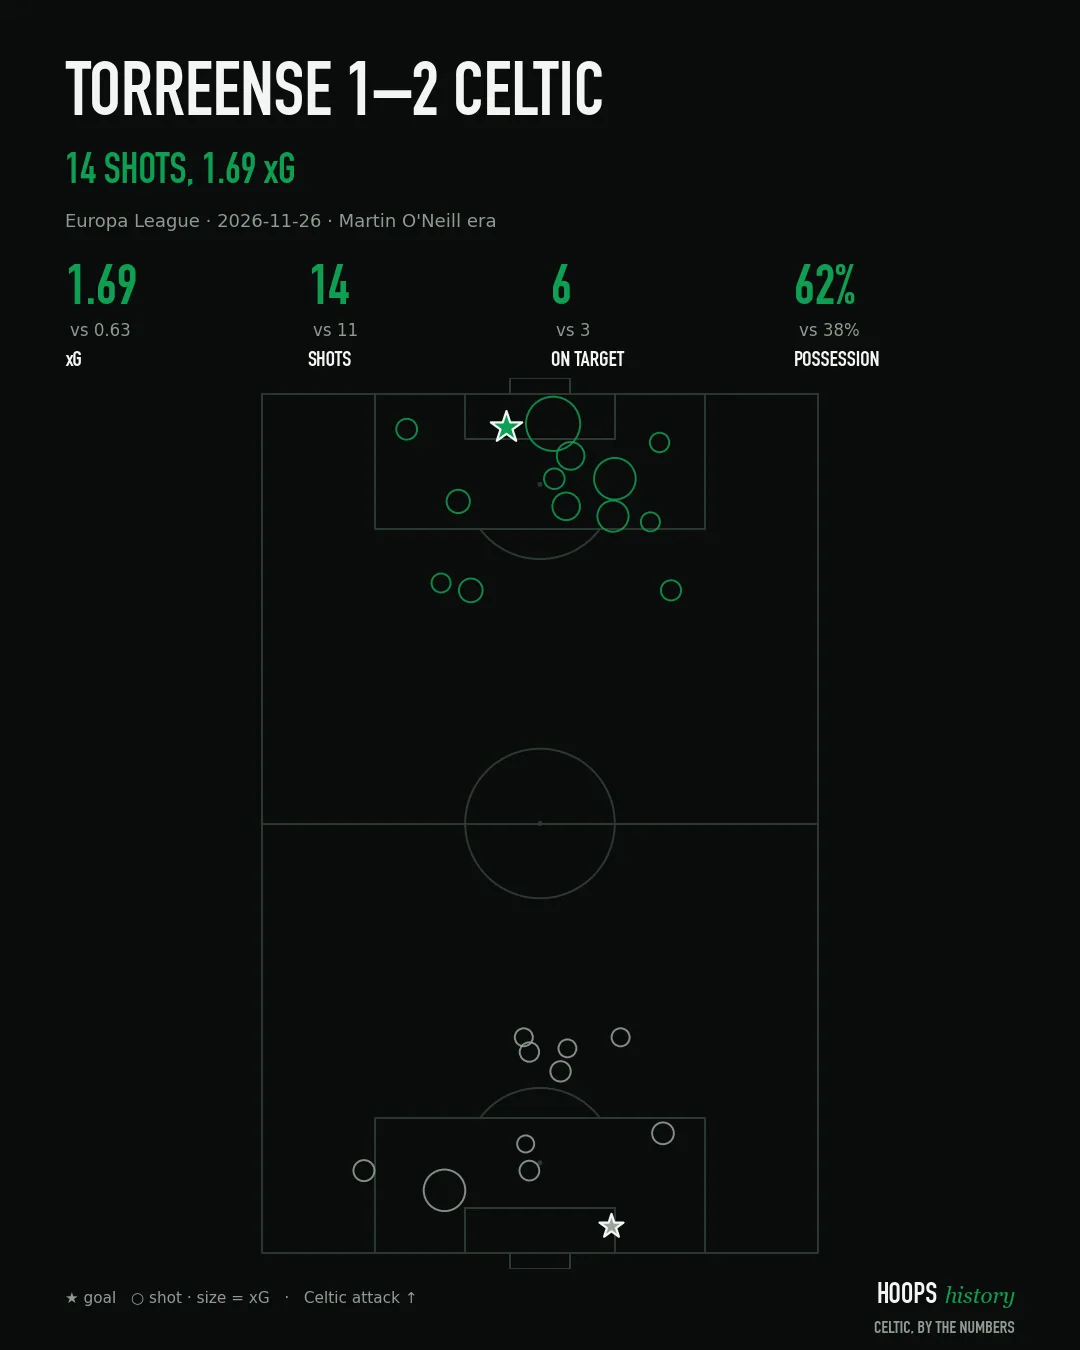 TORREENSE 1–2 CELTIC
14 SHOTS, 1.69 xG
Europa League · 2026-11-26 · Martin O'Neill era
1.69 14 6 62%
vs 0.63 vs 11 vs 3 vs 38%
xG SHOTS ON TARGET POSSESSION
★ goal ○ shot · size = xG · Celtic attack ↑
HOOPS history
CELTIC, BY THE NUMBERS